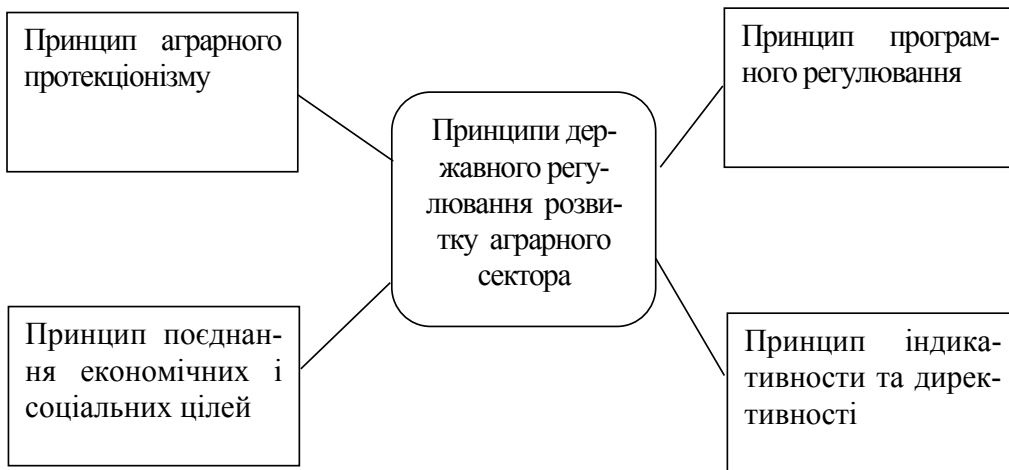 Принцип аграрного
протекціонізму
Принцип програм-
ного регулювання
Принципи дер-
жавного регу-
лювання розви-
тку аграрного
сектора
Принцип поєднан-
ня економічних і
соціальних цілей
Принцип індика-
тивности та дирек-
тивності